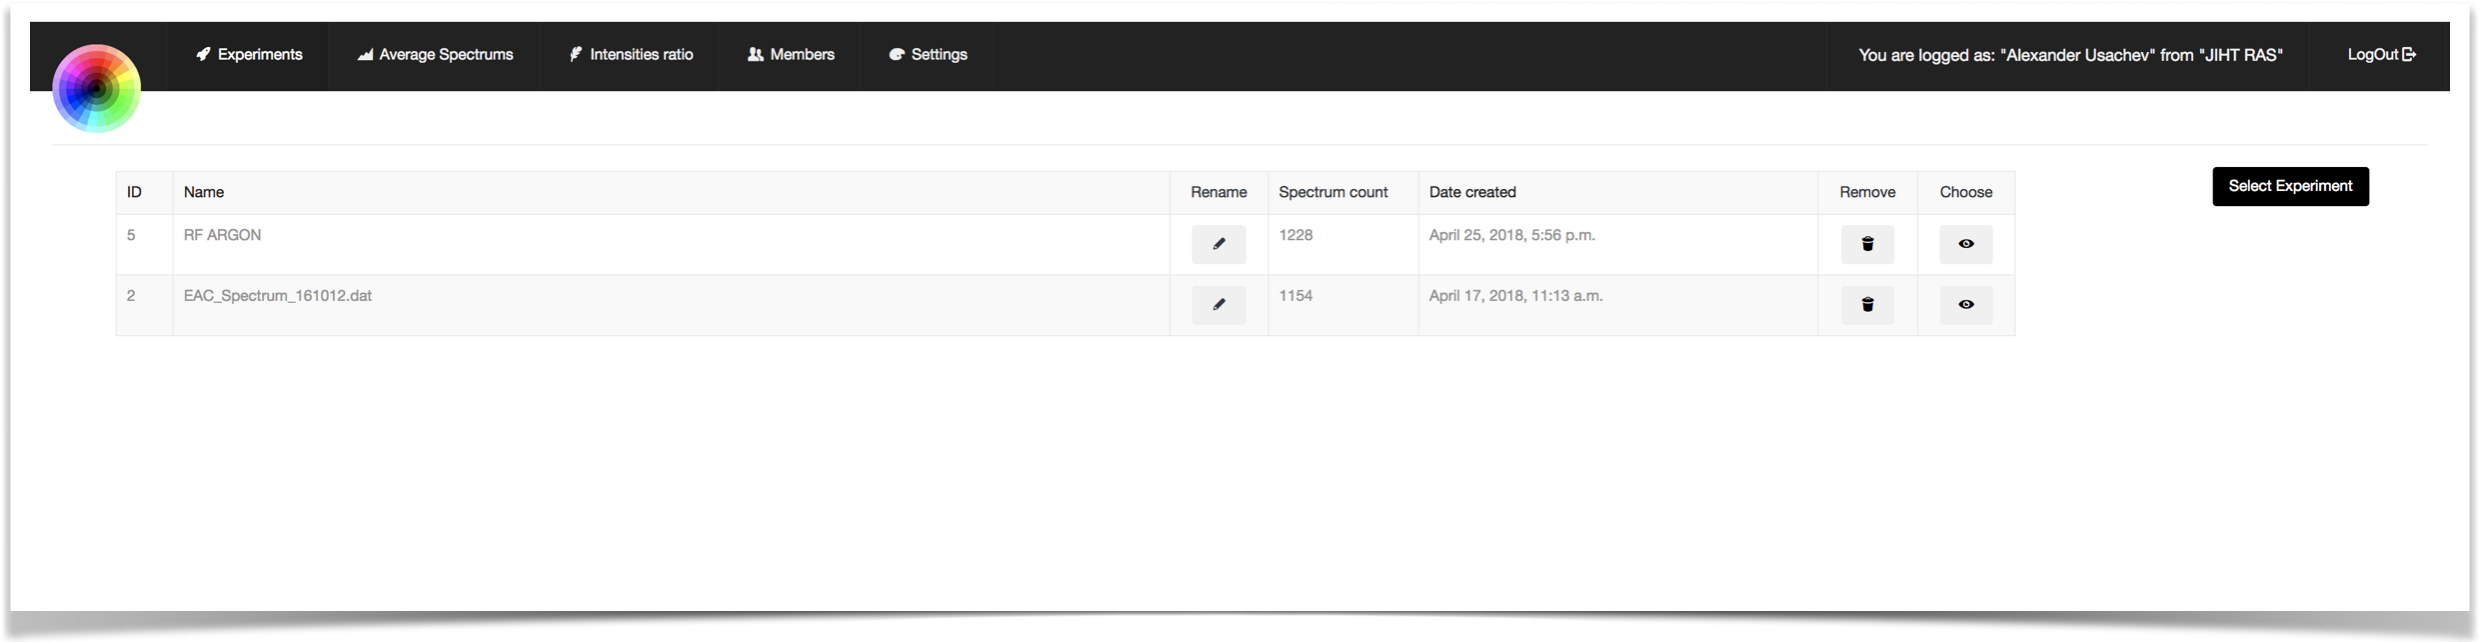 Experiments Average Spectrums Intensities ratio Members Settings You are logged as: "Alexander Usachev" from "JIHT RAS" LogOut
Select Experiment
ID Name Rename Spectrum count Date created Remove Choose
5 RF ARGON 1228 April 25, 2018, 5:56 p.m.
2 EAC_Spectrum_161012.dat 1154 April 17, 2018, 11:13 a.m.